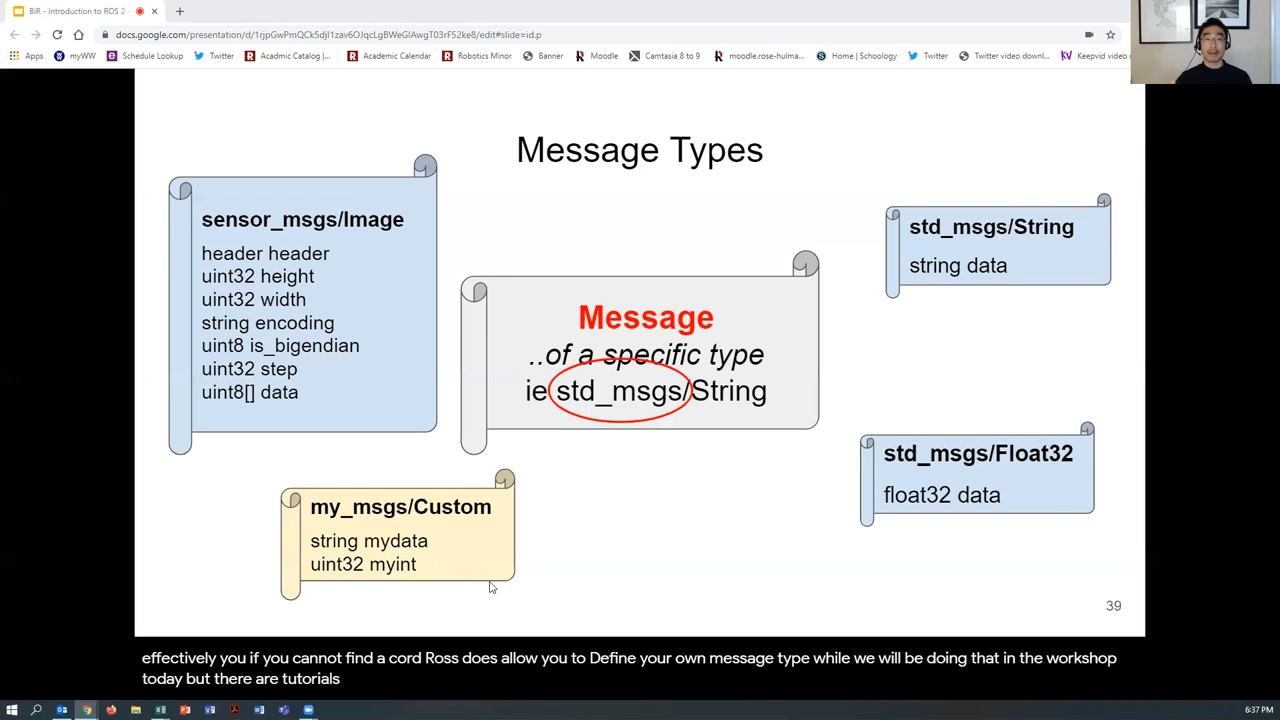 BiR - Introduction to ROS 2
docs.google.com/presentation/d/1rjpGwPmQCk5djI1zav6OJqcLgBWeGIAwgT03rF52ke8/edit#slide=id.p
Apps myWW Schedule Lookup Twitter Acadmic Catalog |... Academic Calendar Robotics Minor Banner Moodle Camtasia 8 to 9 moodle.rose-hulma... Home | Schoology Twitter Twitter video downl... Keepvid video down
Message Types
sensor_msgs/Image
header header
uint32 height
uint32 width
string encoding
uint8 is_bigendian
uint32 step
uint8[] data
Message
..of a specific type
ie std_msgs/String
std_msgs/String
string data
std_msgs/Float32
float32 data
my_msgs/Custom
string mydata
uint32 myint
39
effectively you if you cannot find a cord Ross does allow you to Define your own message type while we will be doing that in the workshop
today but there are tutorials
6:37 PM